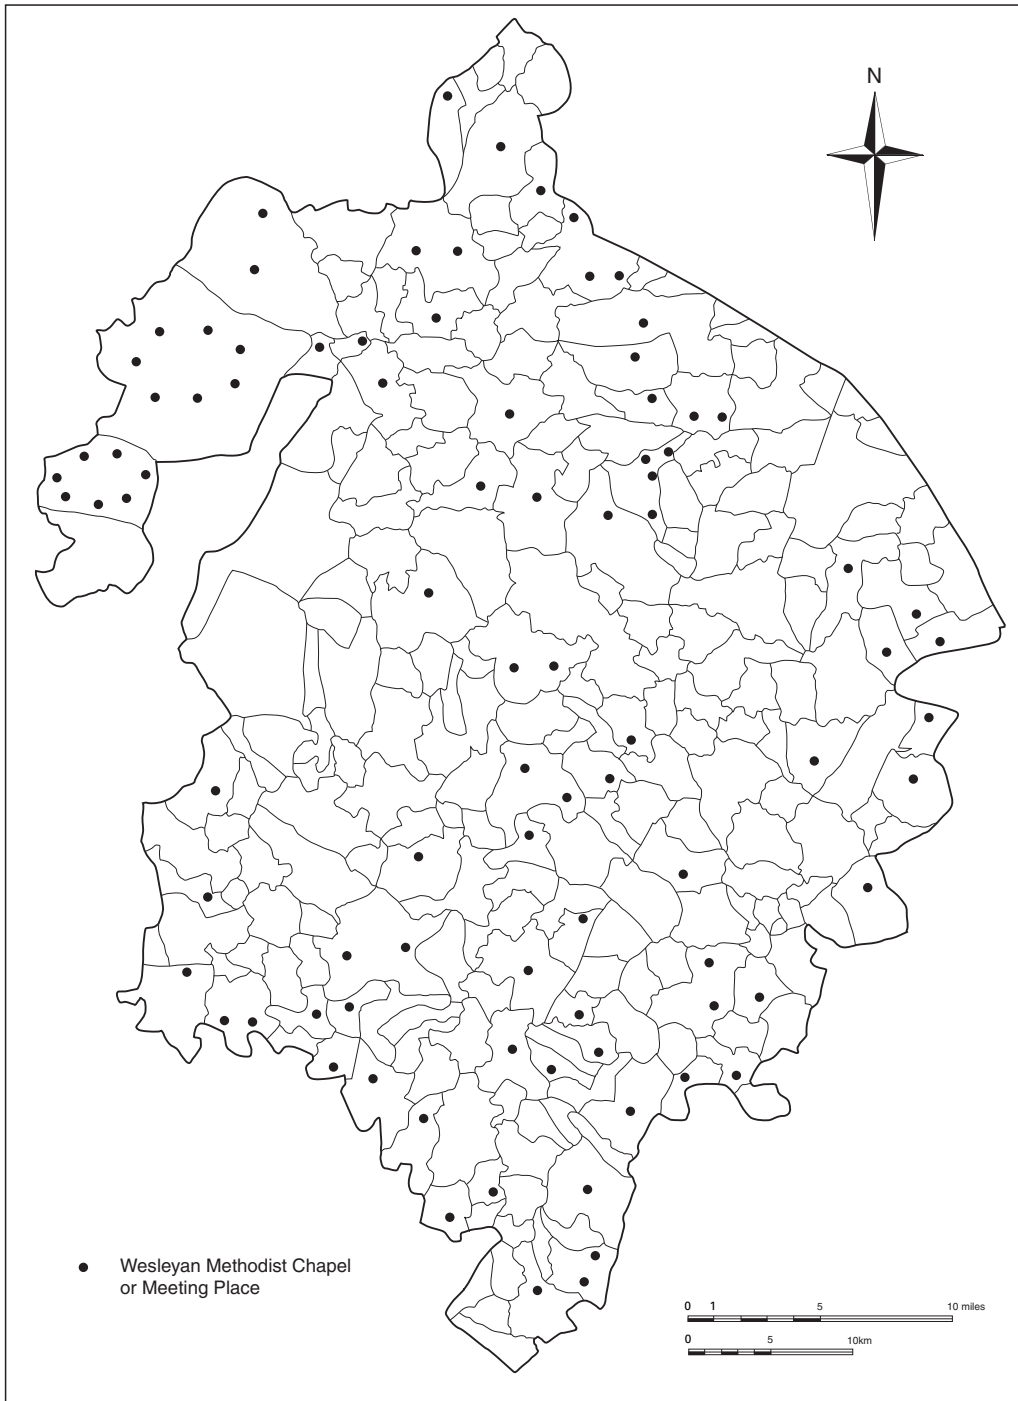 N
Wesleyan Methodist Chapel
or Meeting Place
0 1 5 10 miles
0 5 10km